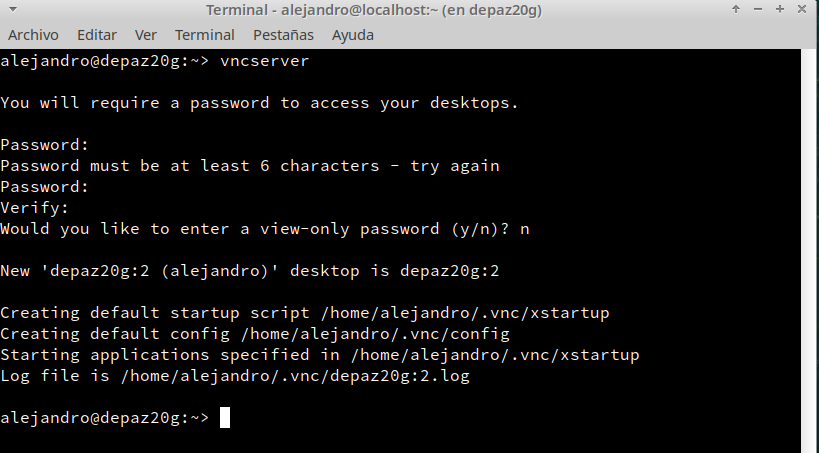 Terminal - alejandro@localhost:~ (en depaz20g)
Archivo Editar Ver Terminal Pestañas Ayuda
alejandro@depaz20g:~> vncserver
You will require a password to access your desktops.
Password:
Password must be at least 6 characters - try again
Password:
Verify:
Would you like to enter a view-only password (y/n)? n
New 'depaz20g:2 (alejandro)' desktop is depaz20g:2
Creating default startup script /home/alejandro/.vnc/xstartup
Creating default config /home/alejandro/.vnc/config
Starting applications specified in /home/alejandro/.vnc/xstartup
Log file is /home/alejandro/.vnc/depaz20g:2.log
alejandro@depaz20g:~>